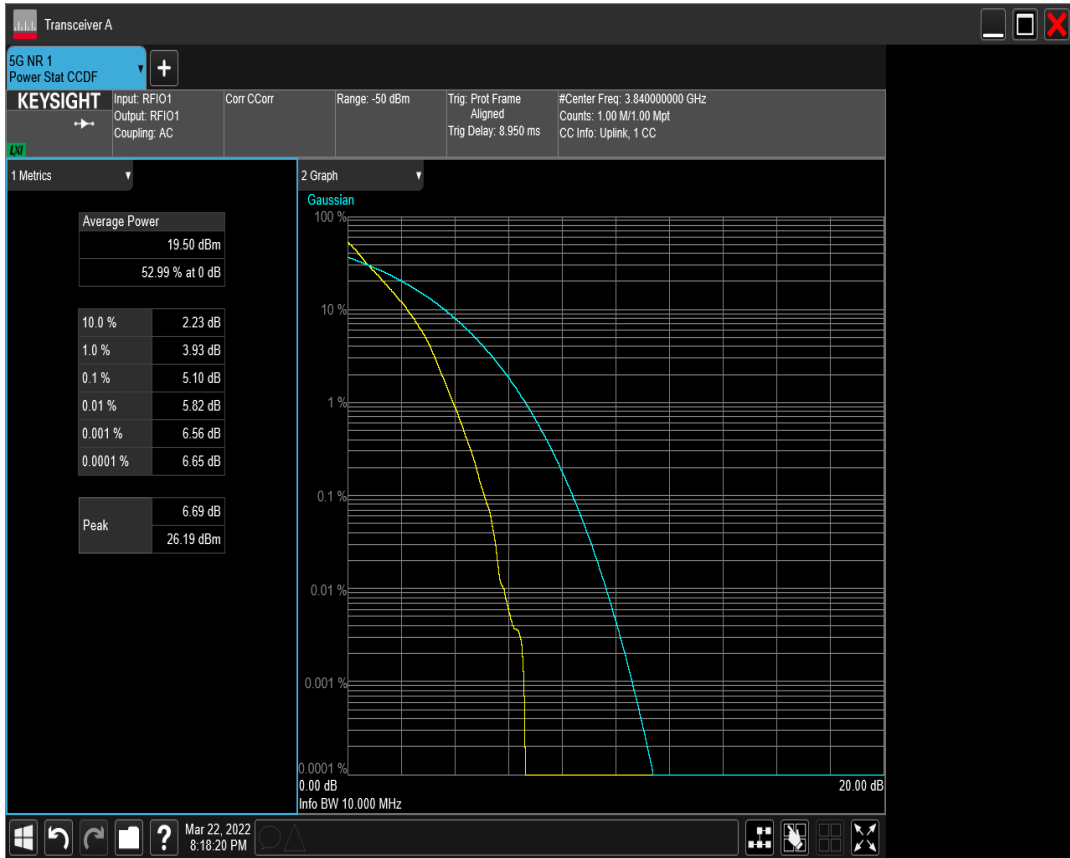 Transceiver A
5G NR 1
Power Stat CCDF
KEYSIGHT
LXI
Input: RFIO1
Output: RFIO1
Coupling: AC
Corr CCorr
Range: -50 dBm
Trig: Prot Frame
Aligned
Trig Delay: 8.950 ms
#Center Freq: 3.840000000 GHz
Counts: 1.00 M/1.00 Mpt
CC Info: Uplink, 1 CC
1 Metrics
Average Power
19.50 dBm
52.99 % at 0 dB
10.0 % 2.23 dB
1.0 % 3.93 dB
0.1 % 5.10 dB
0.01 % 5.82 dB
0.001 % 6.56 dB
0.0001 % 6.65 dB
Peak 6.69 dB
26.19 dBm
2 Graph
Gaussian
100 %
10 %
1 %
0.1 %
0.01 %
0.001 %
0.0001 %
0.00 dB 20.00 dB
Info BW 10.000 MHz
Mar 22, 2022
8:18:20 PM